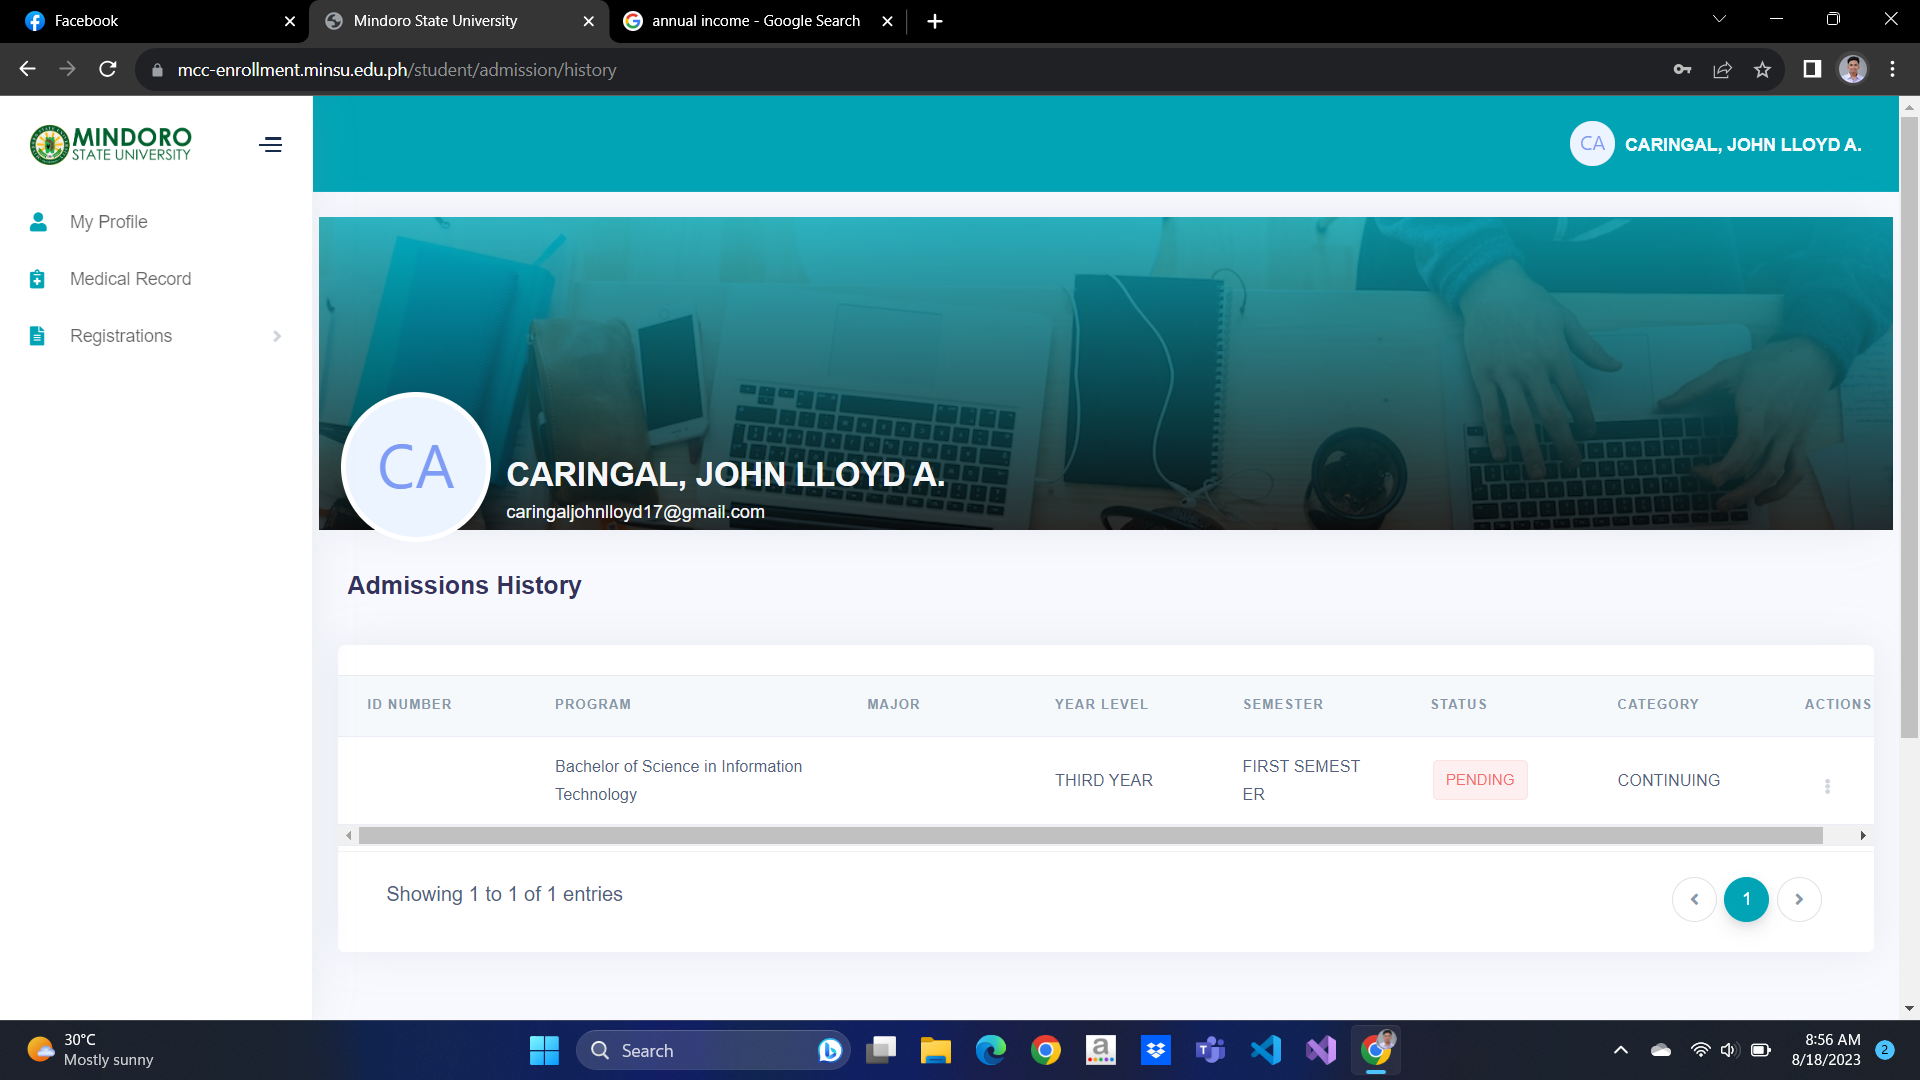 Facebook
Mindoro State University
annual income - Google Search
mcc-enrollment.minsu.edu.ph/student/admission/history
MINDORO
STATE UNIVERSITY
CA
CARINGAL, JOHN LLOYD A.
My Profile
Medical Record
Registrations
CA
CARINGAL, JOHN LLOYD A.
caringaljohnlloyd17@gmail.com
Admissions History
ID NUMBER PROGRAM MAJOR YEAR LEVEL SEMESTER STATUS CATEGORY ACTIONS
Bachelor of Science in Information
Technology
THIRD YEAR
FIRST SEMEST
ER
PENDING
CONTINUING
Showing 1 to 1 of 1 entries
1
30°C
Mostly sunny
Search
8:56 AM
8/18/2023
2